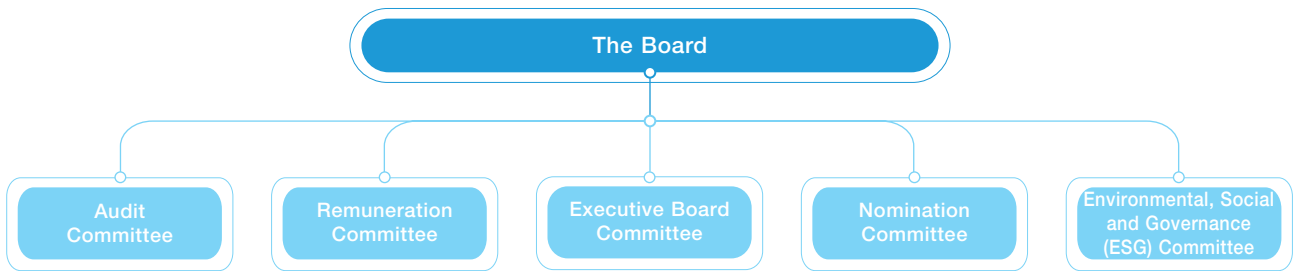 The Board
Audit
Committee
Remuneration
Committee
Executive Board
Committee
Nomination
Committee
Environmental, Social
and Governance
(ESG) Committee